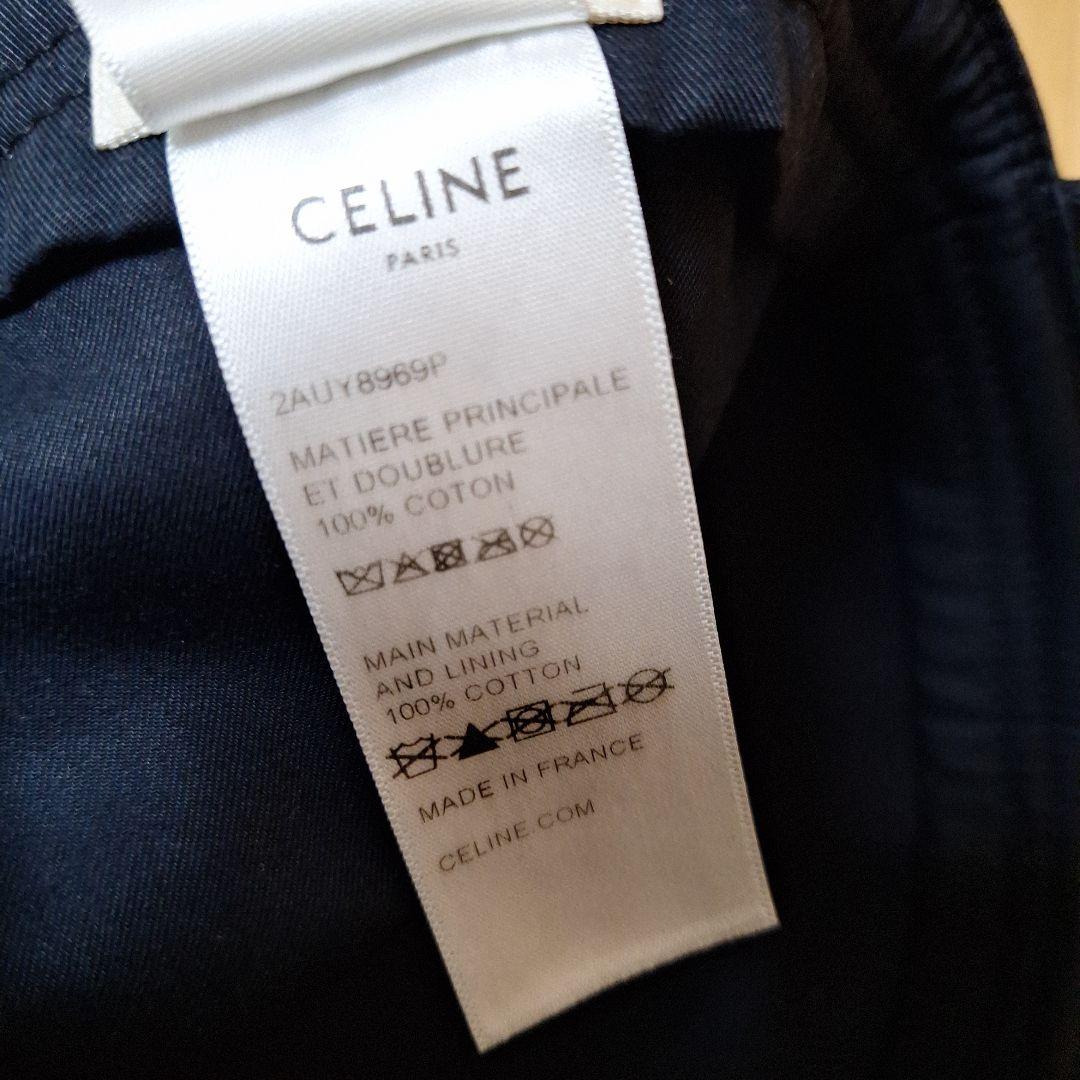 CELINE
PARIS
2AUY8969P
MATIERE PRINCIPALE
ET DOUBLURE
100% COTON
MAIN MATERIAL
AND LINING
100% COTTON
MADE IN FRANCE
CELINE.COM